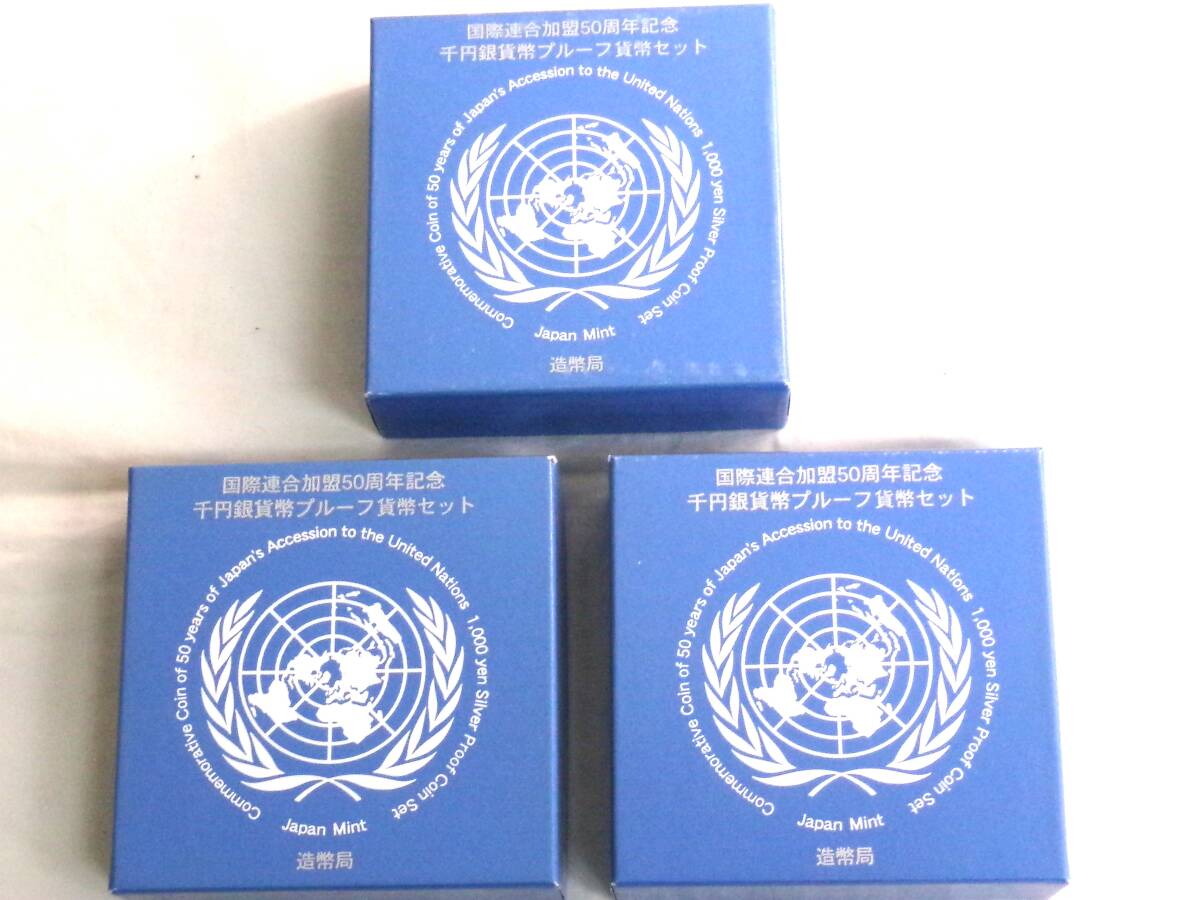 国際連合加盟50周年記念
千円銀貨幣プルーフ貨幣セット
Commemorative Coin of 50 years of Japan's Accession to the United Nations 1,000 yen Silver Proof Coin Set
Japan Mint
造幣局
国際連合加盟50周年記念
千円銀貨幣プルーフ貨幣セット
Commemorative Coin of 50 years of Japan's Accession to the United Nations 1,000 yen Silver Proof Coin Set
Japan Mint
造幣局
国際連合加盟50周年記念
千円銀貨幣プルーフ貨幣セット
Commemorative Coin of 50 years of Japan's Accession to the United Nations 1,000 yen Silver Proof Coin Set
Japan Mint
造幣局